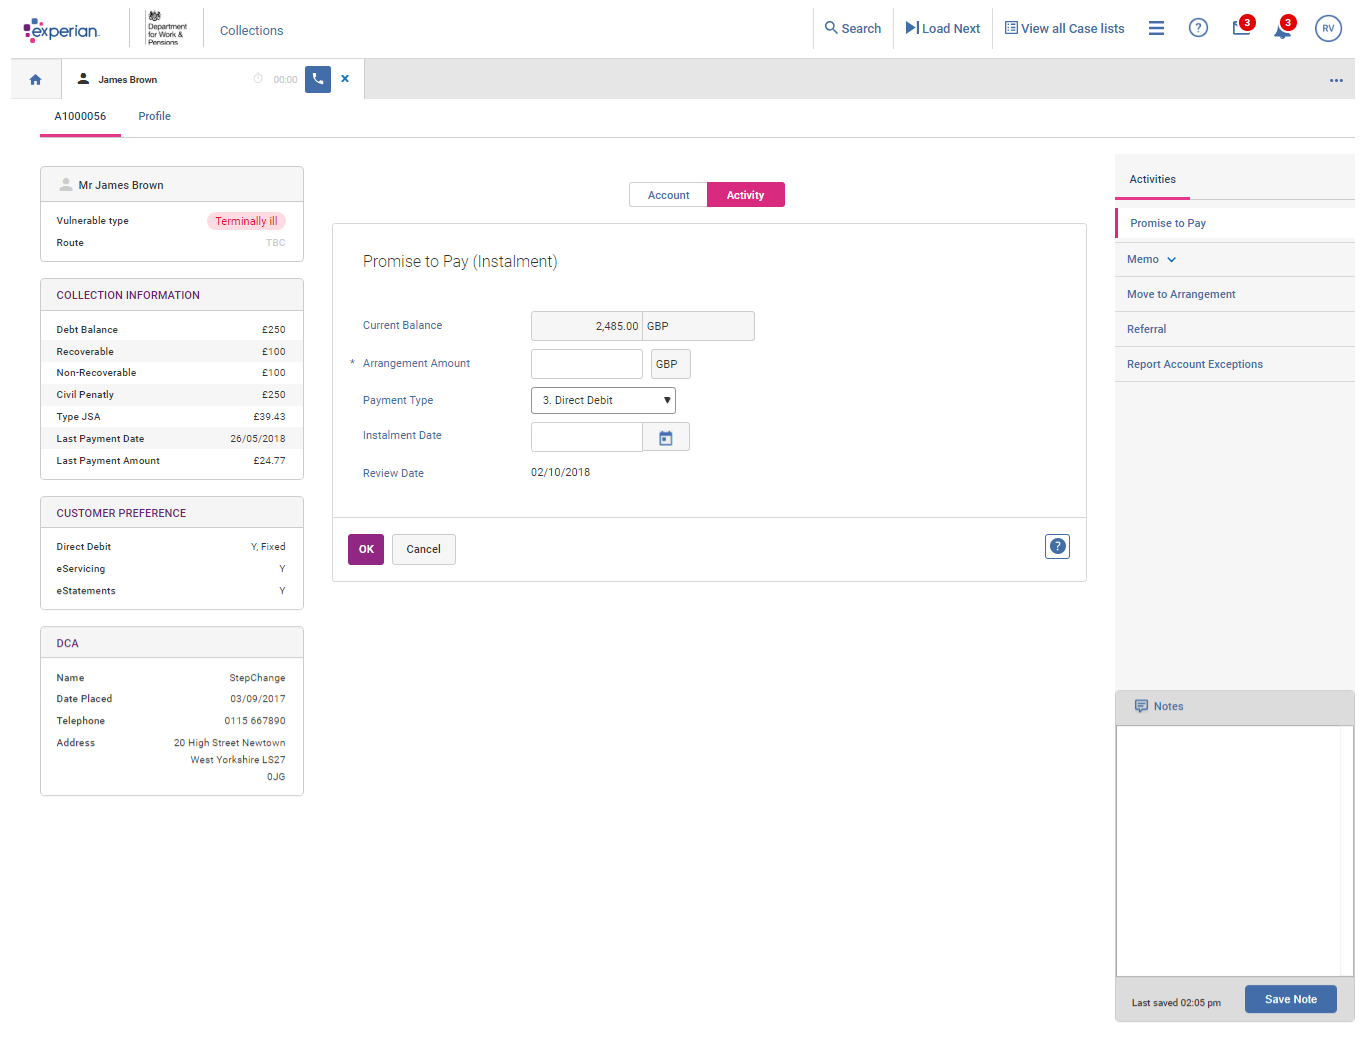 experian.
Department
for Work &
Pensions
Collections
Search
Load Next
View all Case lists
?
3
3
RV
James Brown
00:00
x
A1000056
Profile
Mr James Brown
Vulnerable type Terminally ill
Route TBC
COLLECTION INFORMATION
Debt Balance £250
Recoverable £100
Non-Recoverable £100
Civil Penatly £250
Type JSA £39.43
Last Payment Date 26/05/2018
Last Payment Amount £24.77
CUSTOMER PREFERENCE
Direct Debit Y, Fixed
eServicing Y
eStatements Y
DCA
Name StepChange
Date Placed 03/09/2017
Telephone 0115 667890
Address 20 High Street Newtown
West Yorkshire LS27
0JG
Account Activity
Promise to Pay (Instalment)
Current Balance 2,485.00 GBP
* Arrangement Amount GBP
Payment Type 3. Direct Debit
Instalment Date
Review Date 02/10/2018
OK Cancel ?
Activities
Promise to Pay
Memo
Move to Arrangement
Referral
Report Account Exceptions
Notes
Last saved 02:05 pm Save Note